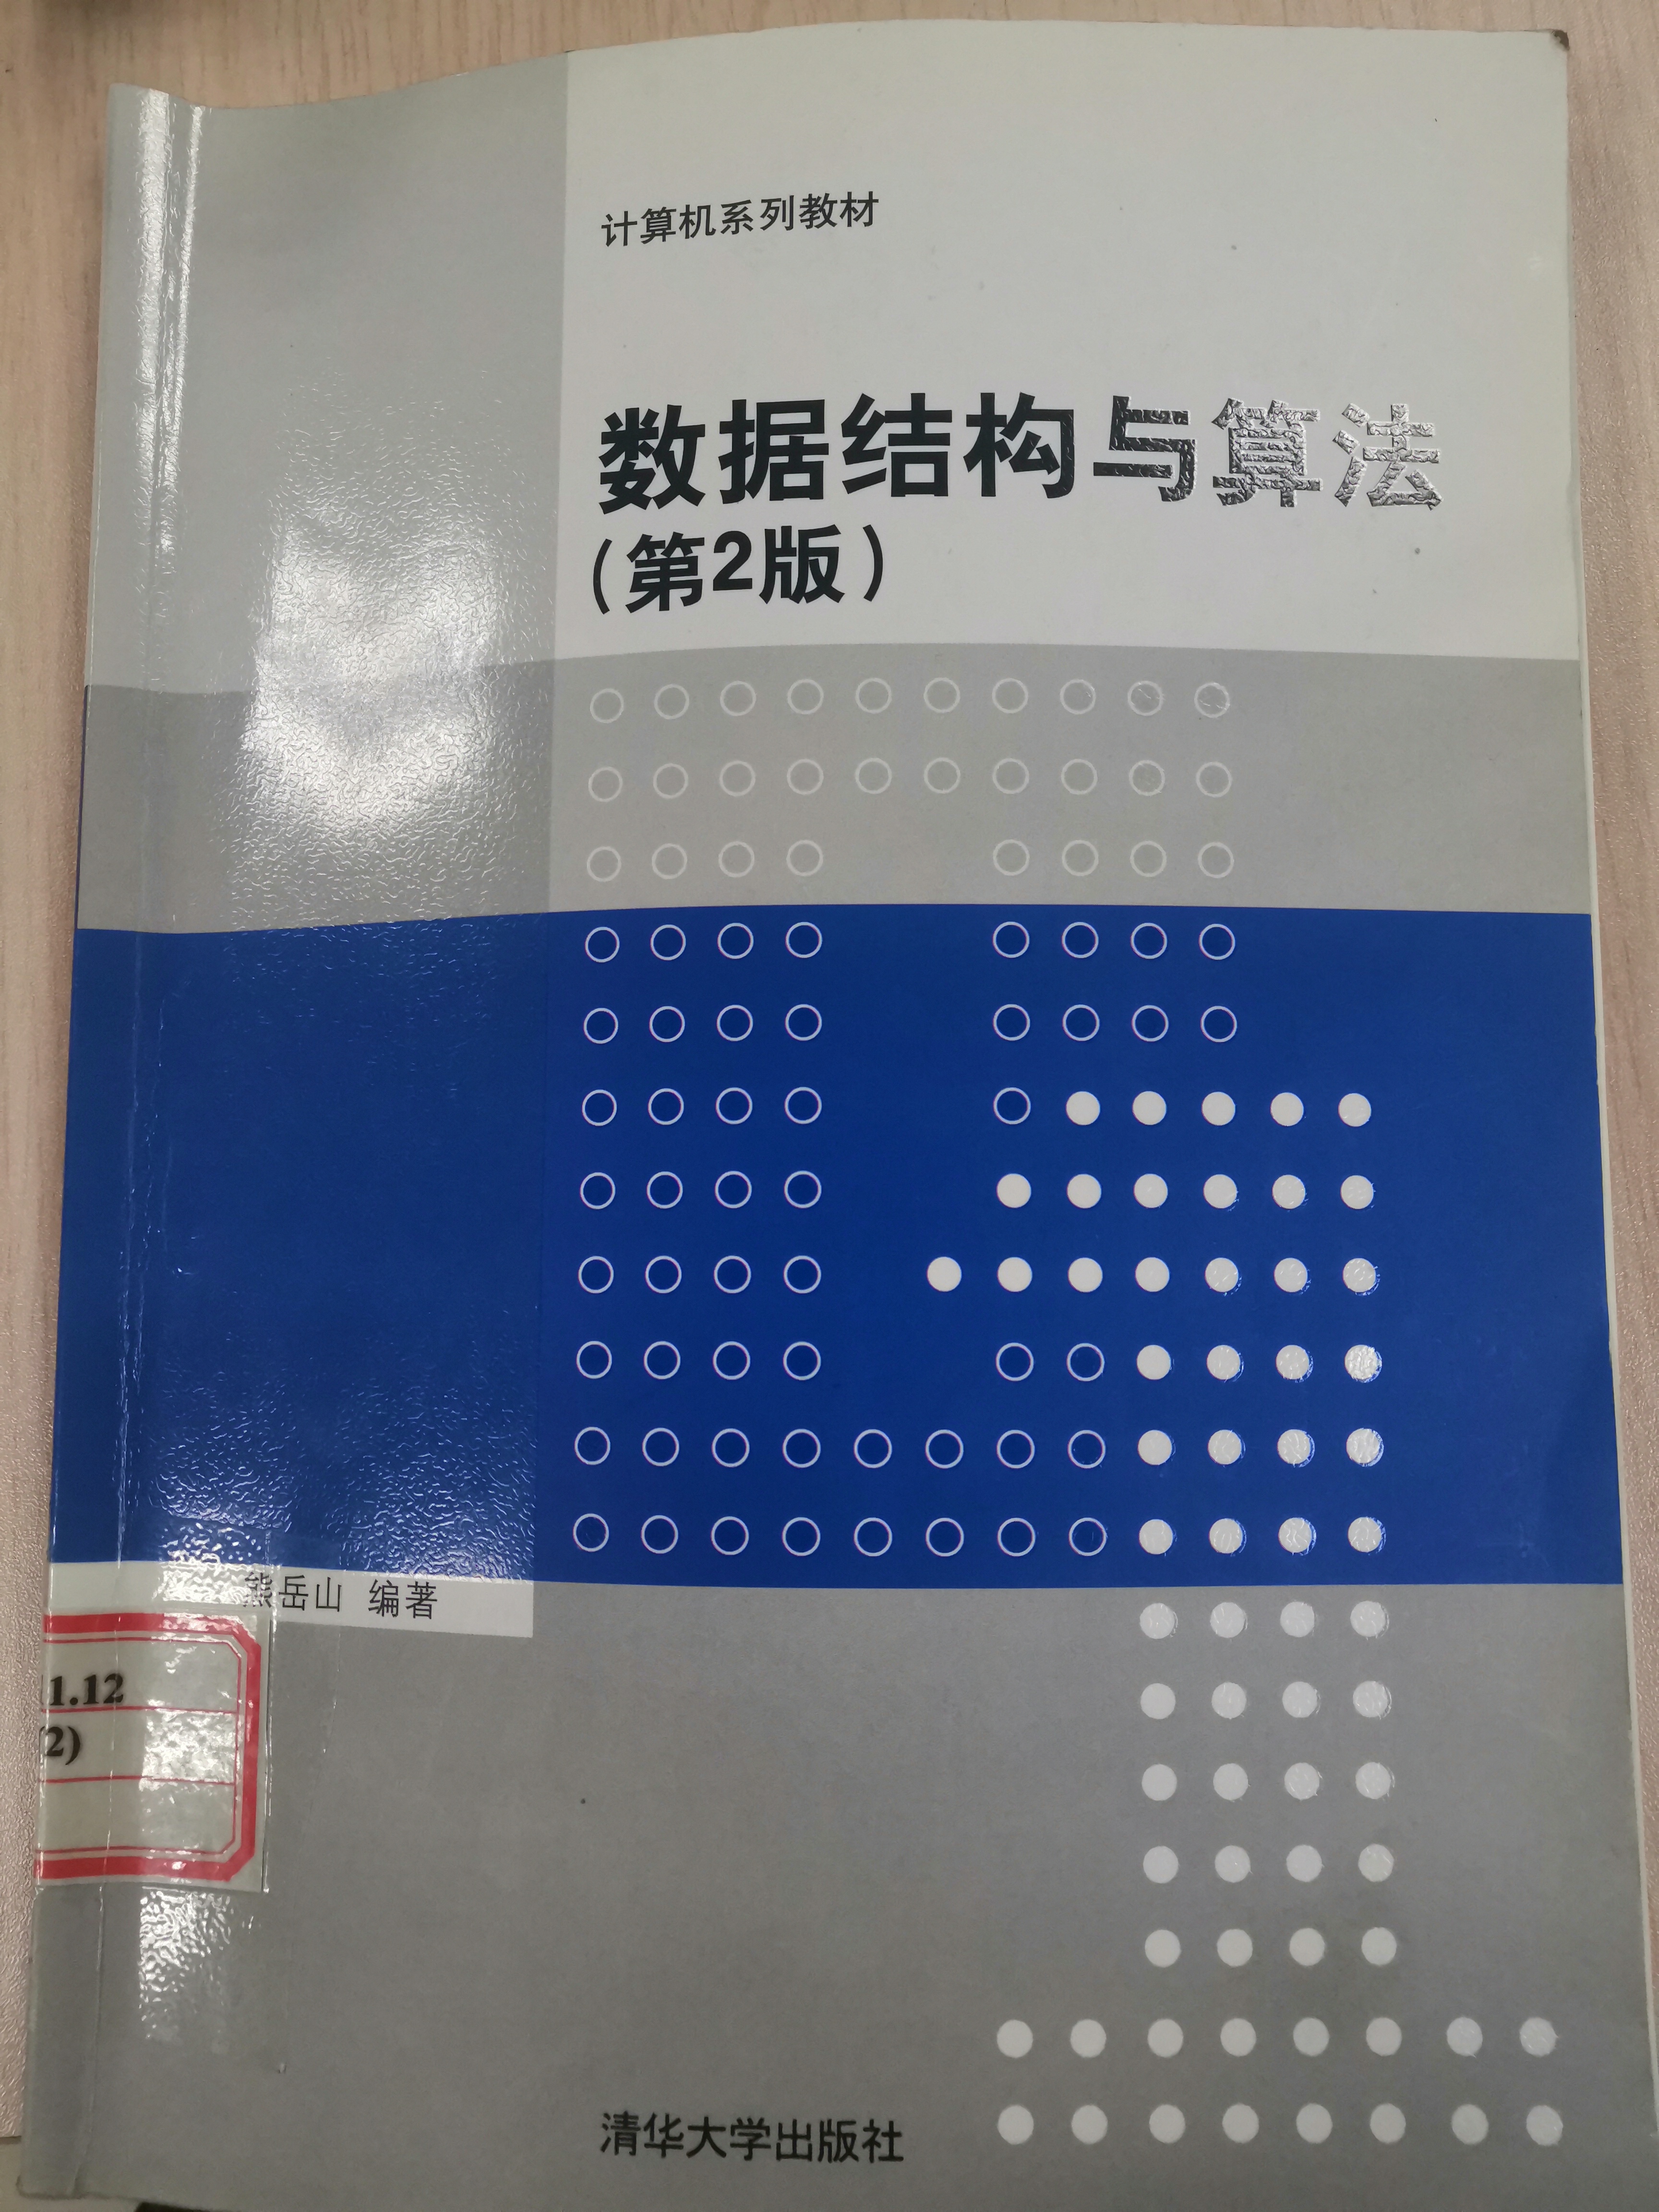 计算机系列教材
数据结构与算法
(第2版)
熊岳山 编著
1.12
2)
清华大学出版社